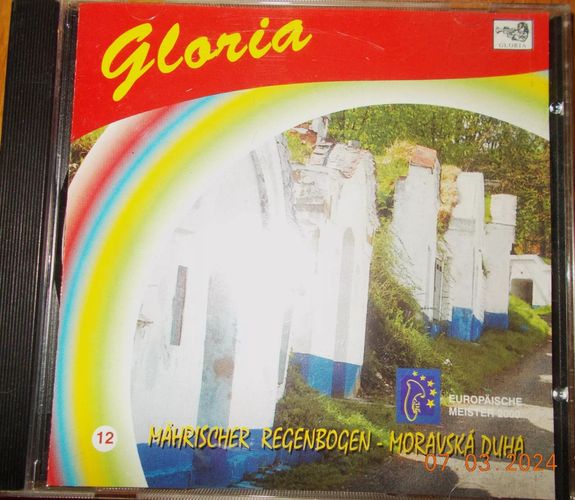 Gloria
GLORIA
EUROPÄISCHE
MEISTER 2000
12
MÄHRISCHER REGENBOGEN - MORAVSKÁ DUHA
07.03.2024